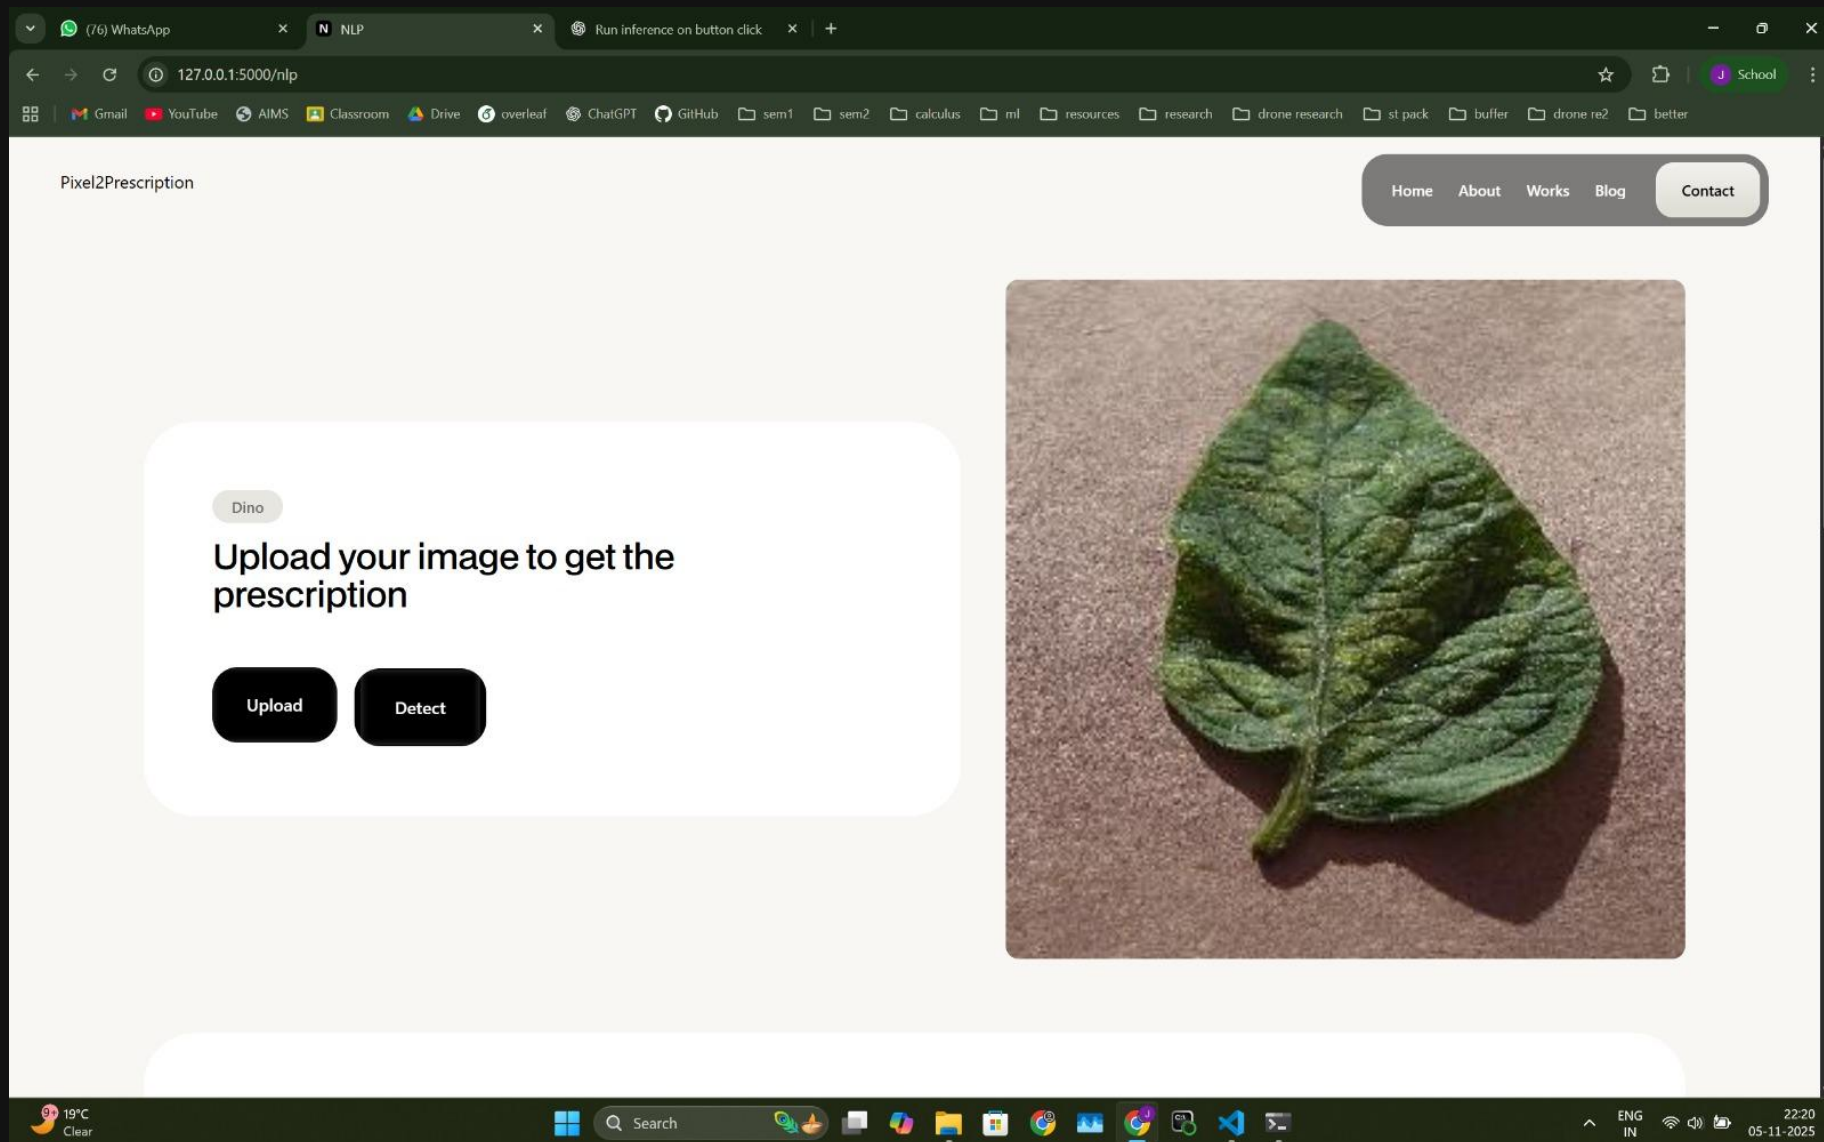 (76) WhatsApp
NLP
Run inference on button click
127.0.0.1:5000/nlp
J School
Gmail YouTube AIMS Classroom Drive overleaf ChatGPT GitHub sem1 sem2 calculus ml resources research drone research st pack buffer drone re2 better
Pixel2Prescription
Home About Works Blog Contact
Dino
Upload your image to get the
prescription
Upload Detect
9+ 19°C
Clear
Search
ENG
IN
22:20
05-11-2025